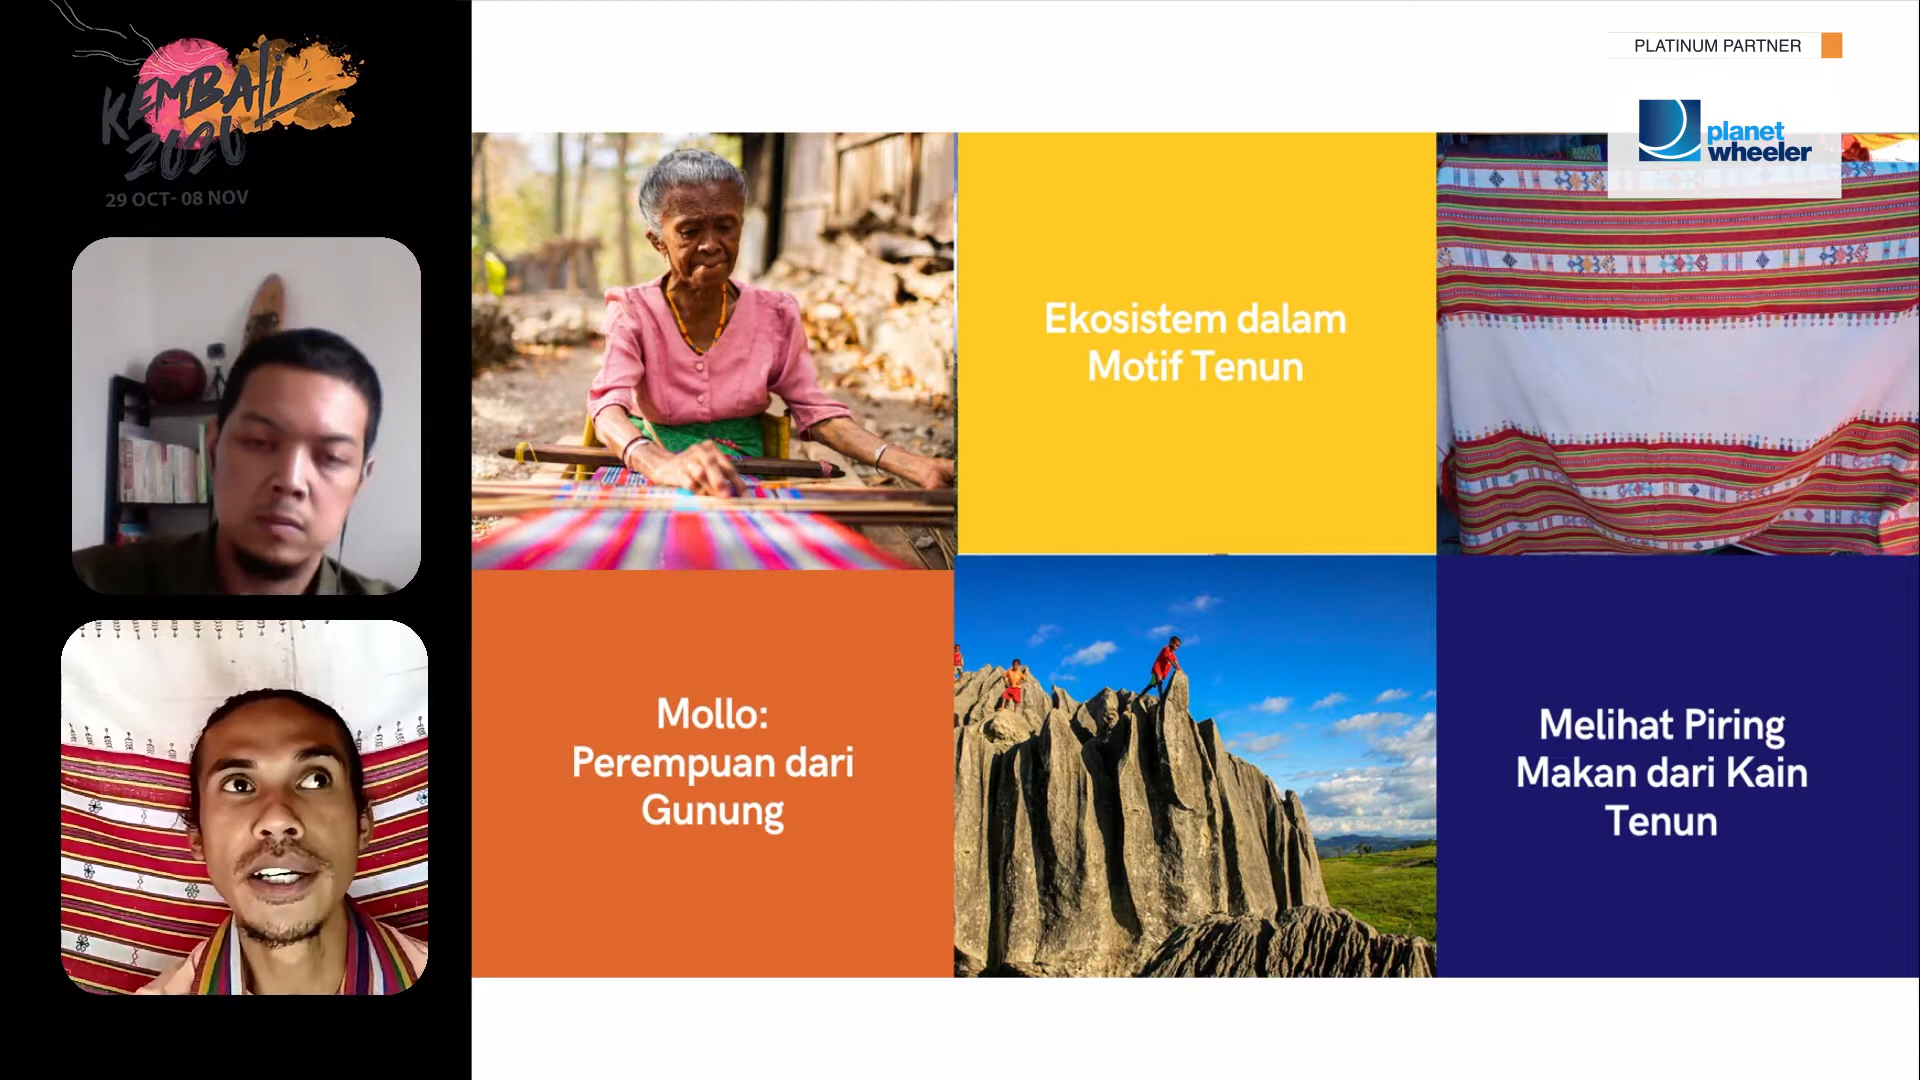 KEMBALI
2020
29 OCT- 08 NOV
PLATINUM PARTNER
planet
wheeler
Ekosistem dalam
Motif Tenun
Mollo:
Perempuan dari
Gunung
Melihat Piring
Makan dari Kain
Tenun